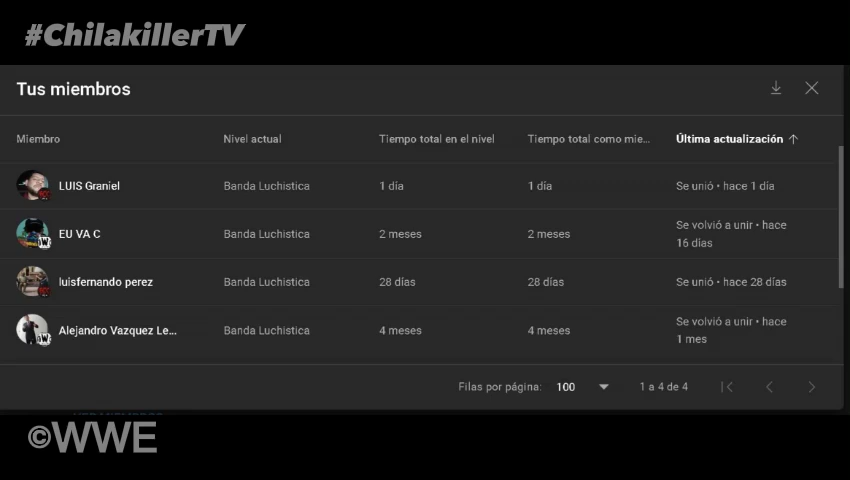 #ChilakillerTV
Tus miembros
Miembro Nivel actual Tiempo total en el nivel Tiempo total como mie... Última actualización
LUIS Graniel Banda Luchistica 1 día 1 día Se unió • hace 1 día
EU VA C Banda Luchistica 2 meses 2 meses Se volvió a unir • hace
16 días
luisfernando perez Banda Luchistica 28 días 28 días Se unió • hace 28 días
Alejandro Vazquez Le... Banda Luchistica 4 meses 4 meses Se volvió a unir • hace
1 mes
Filas por página: 100 1 a 4 de 4
©WWE